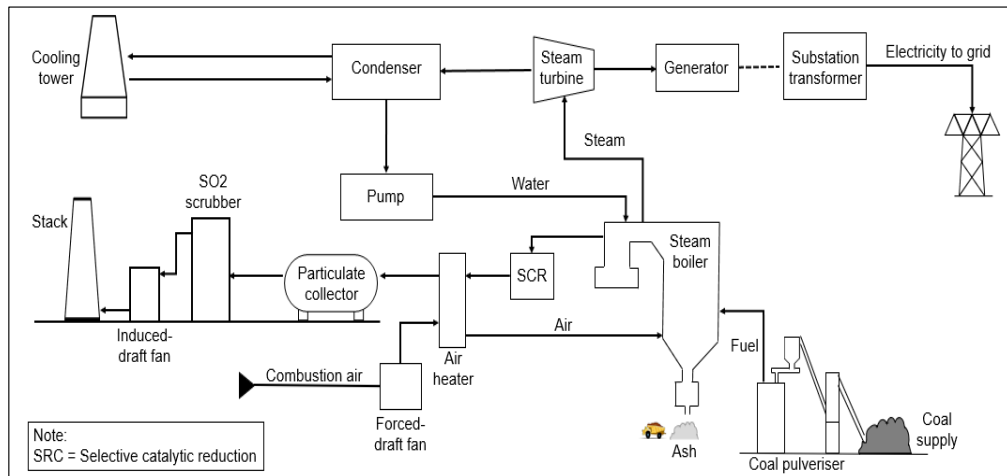 Cooling
tower
Condenser
Steam
turbine
Generator
Substation
transformer
Electricity to grid
Steam
Pump
Water
SO2
scrubber
Stack
Particulate
collector
SCR
Steam
boiler
Induced-
draft fan
Air
heater
Air
Fuel
Combustion air
Forced-
draft fan
Ash
Coal pulveriser
Coal
supply
Note:
SRC = Selective catalytic reduction